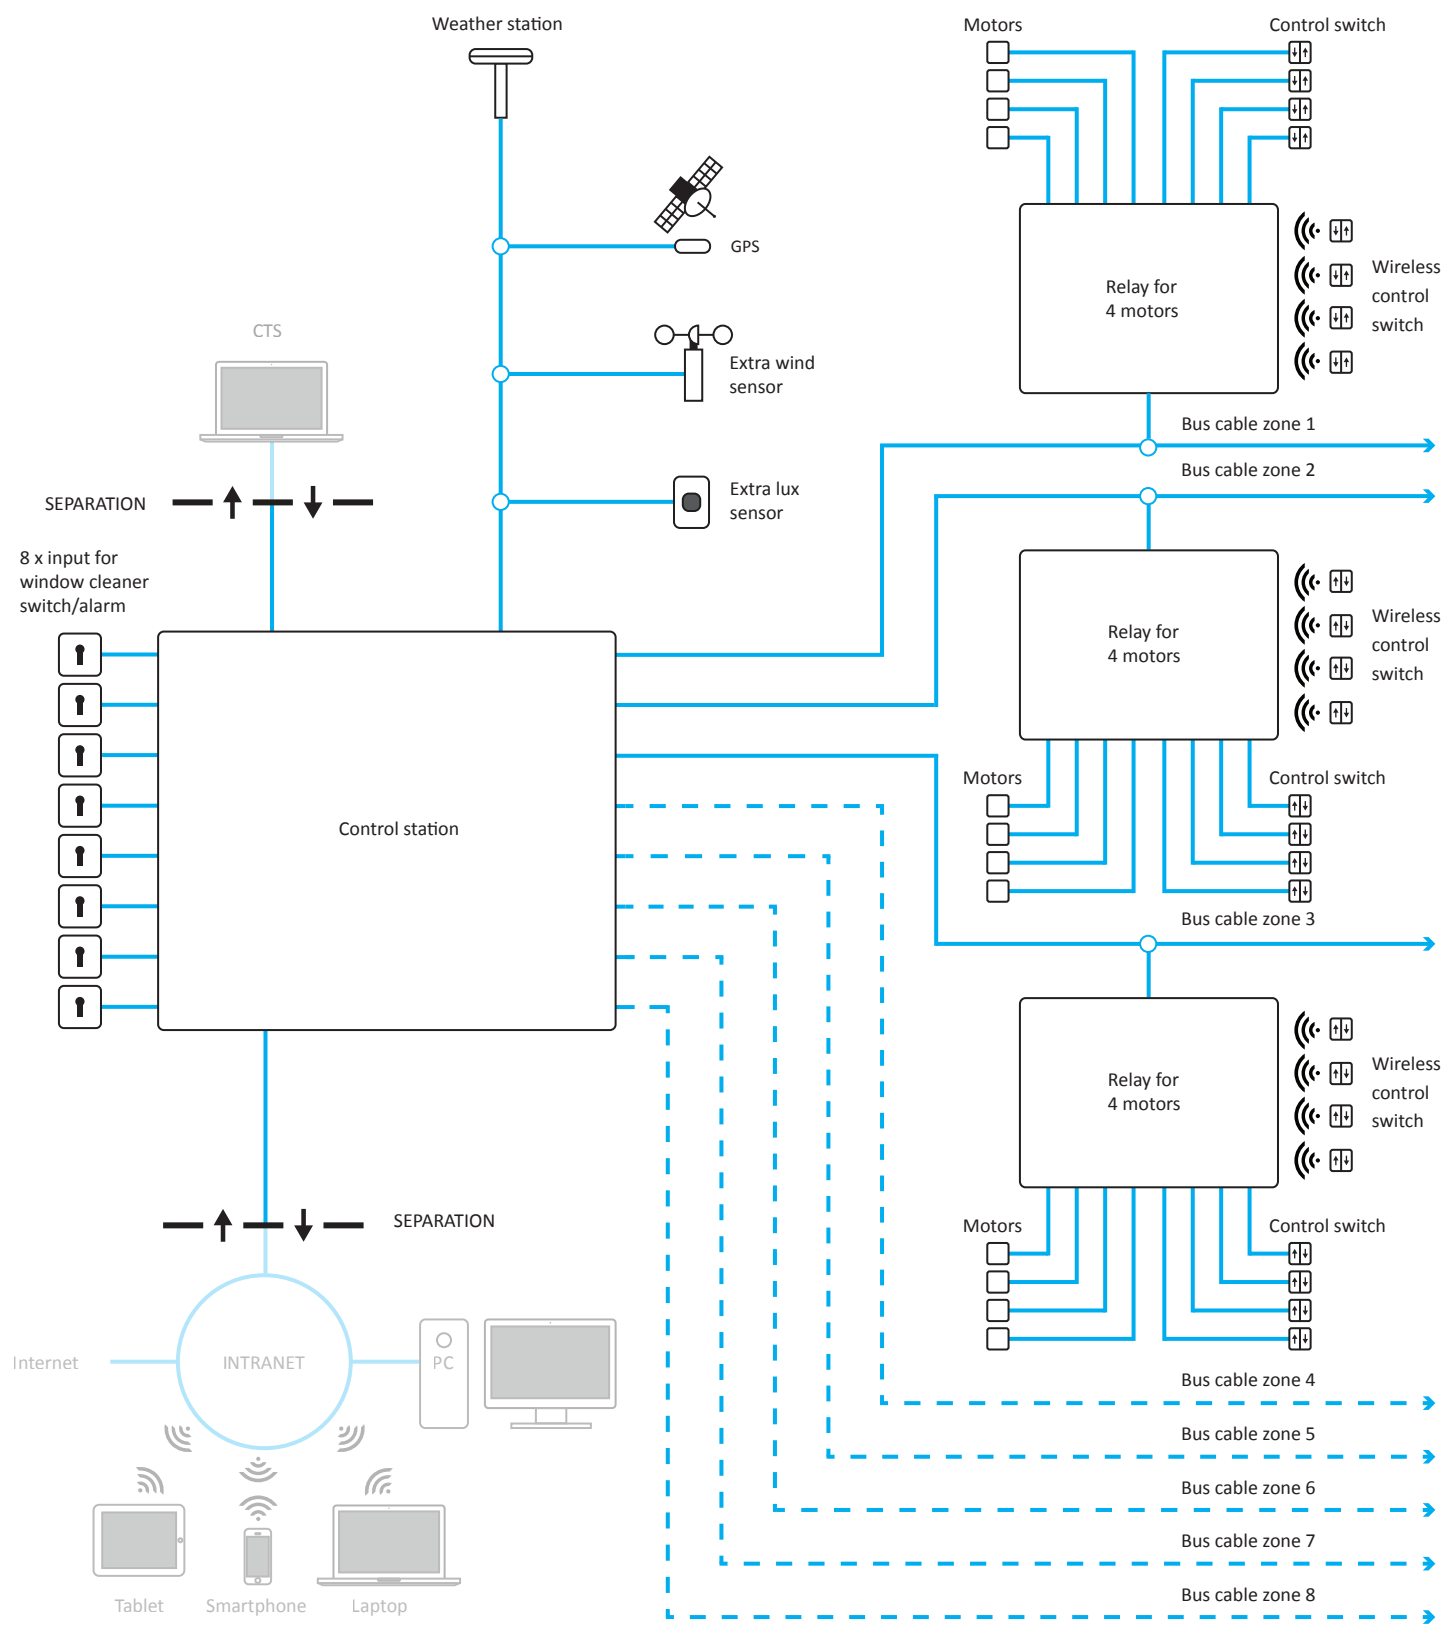 Weather station
Motors
Control switch
GPS
Relay for
4 motors
Wireless
control
switch
CTS
Extra wind
sensor
Bus cable zone 1
Bus cable zone 2
SEPARATION
Extra lux
sensor
8 x input for
window cleaner
switch/alarm
Relay for
4 motors
Wireless
control
switch
Motors
Control switch
Control station
Bus cable zone 3
Relay for
4 motors
Wireless
control
switch
SEPARATION
Motors
Control switch
Internet
INTRANET
PC
Bus cable zone 4
Bus cable zone 5
Bus cable zone 6
Bus cable zone 7
Bus cable zone 8
Tablet
Smartphone
Laptop